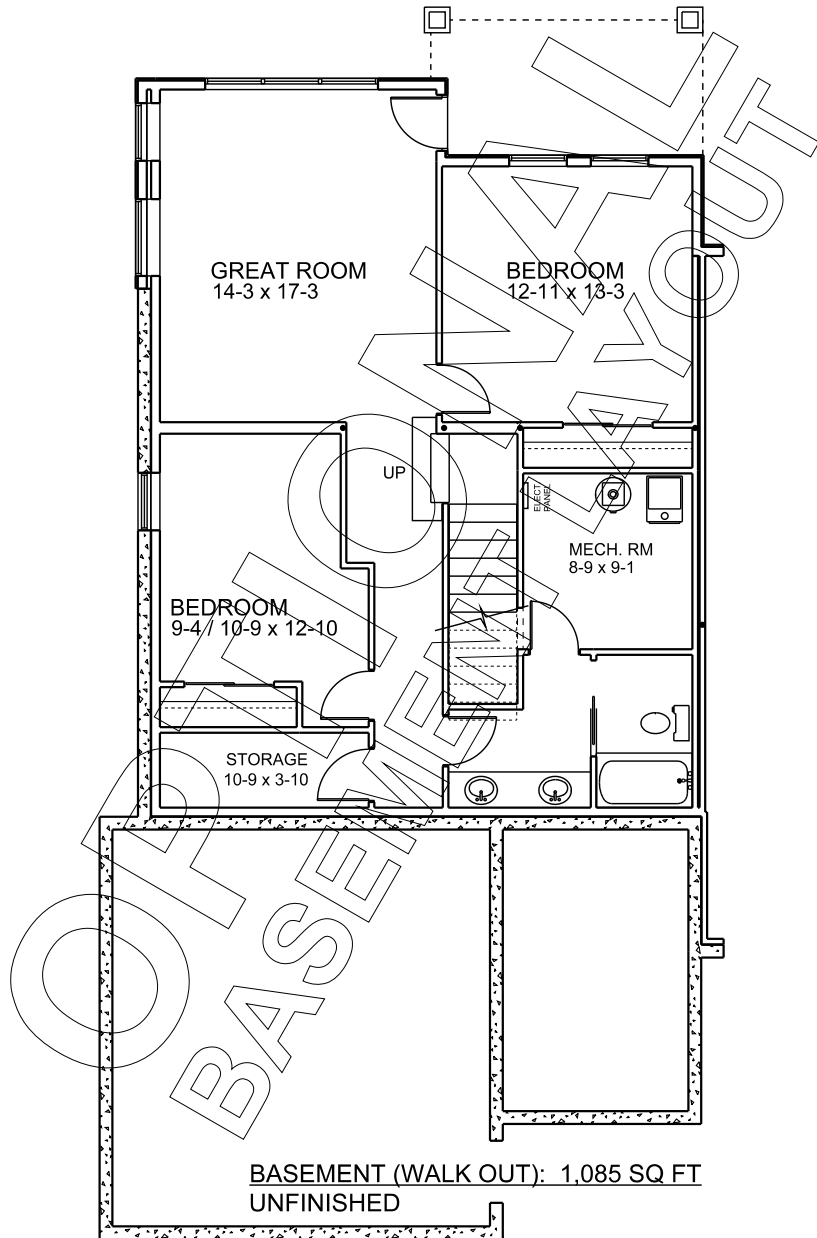 GREAT ROOM
14-3 x 17-3
BEDROOM
12-11 x 13-3
UP
ELECT.
PANEL
MECH. RM
8-9 x 9-1
BEDROOM
9-4 / 10-9 x 12-10
STORAGE
10-9 x 3-10
OPTIONAL
BASEMENT LAYOUT
BASEMENT (WALK OUT): 1,085 SQ FT
UNFINISHED